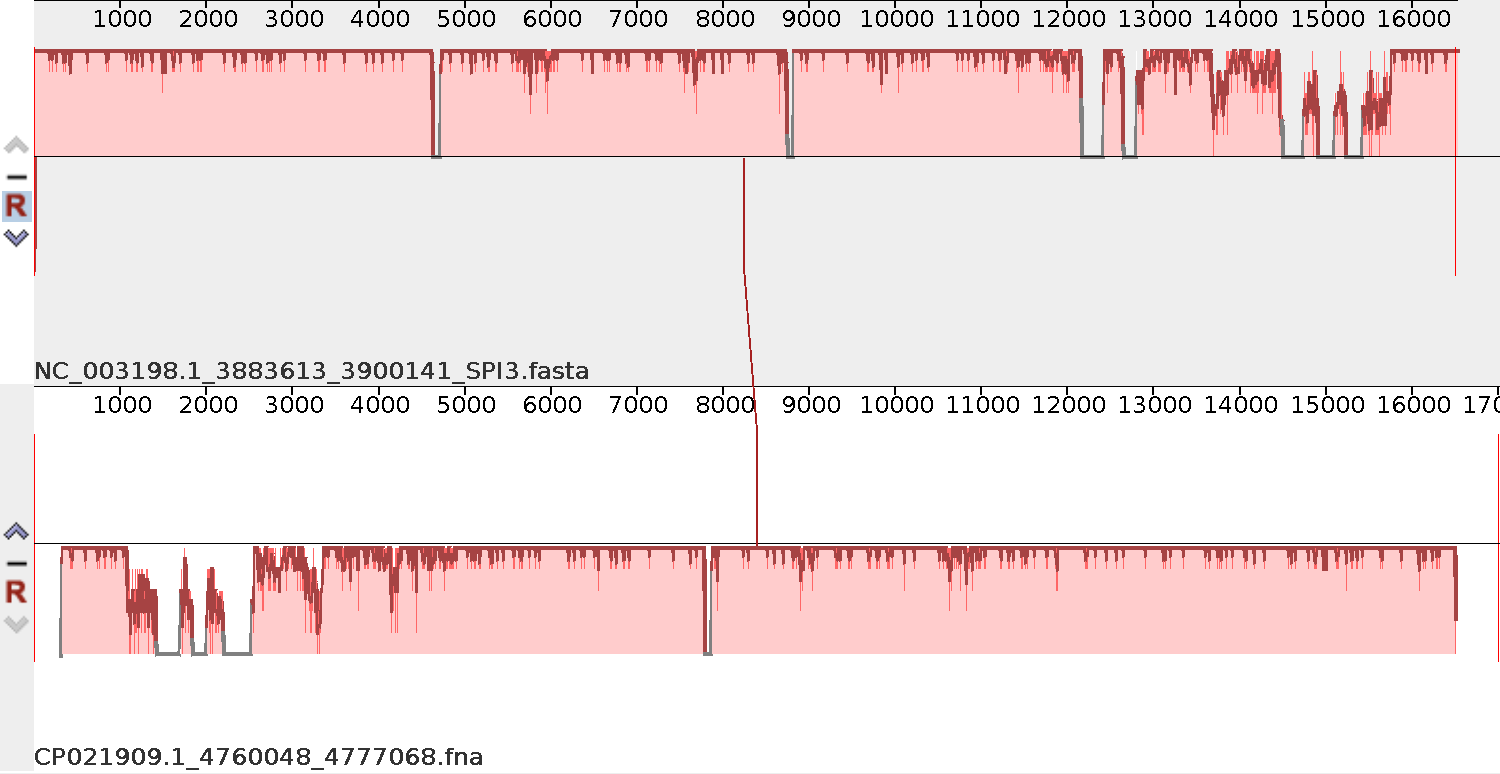 1000 2000 3000 4000 5000 6000 7000 8000 9000 10000 11000 12000 13000 14000 15000 16000
R
NC_003198.1_3883613_3900141_SPI3.fasta
1000 2000 3000 4000 5000 6000 7000 8000 9000 10000 11000 12000 13000 14000 15000 16000 170
R
CP021909.1_4760048_4777068.fna